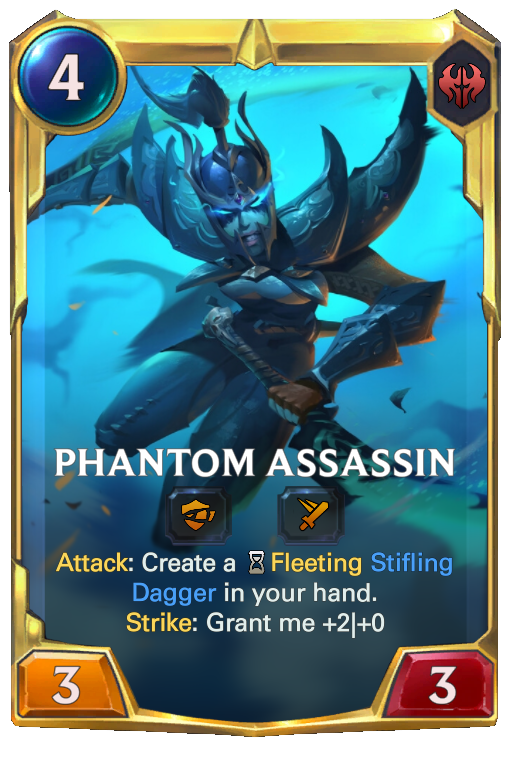 4
PHANTOM ASSASSIN
Attack: Create a Fleeting Stifling
Dagger in your hand.
Strike: Grant me +2|+0
3 3